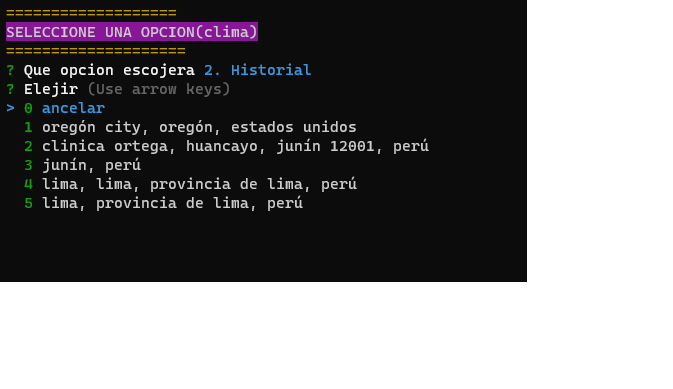 ===================
SELECCIONE UNA OPCION(clima)
====================
? Que opcion escojera 2. Historial
? Elejir (Use arrow keys)
> 0 ancelar
1 oregón city, oregón, estados unidos
2 clinica ortega, huancayo, junín 12001, perú
3 junín, perú
4 lima, lima, provincia de lima, perú
5 lima, provincia de lima, perú